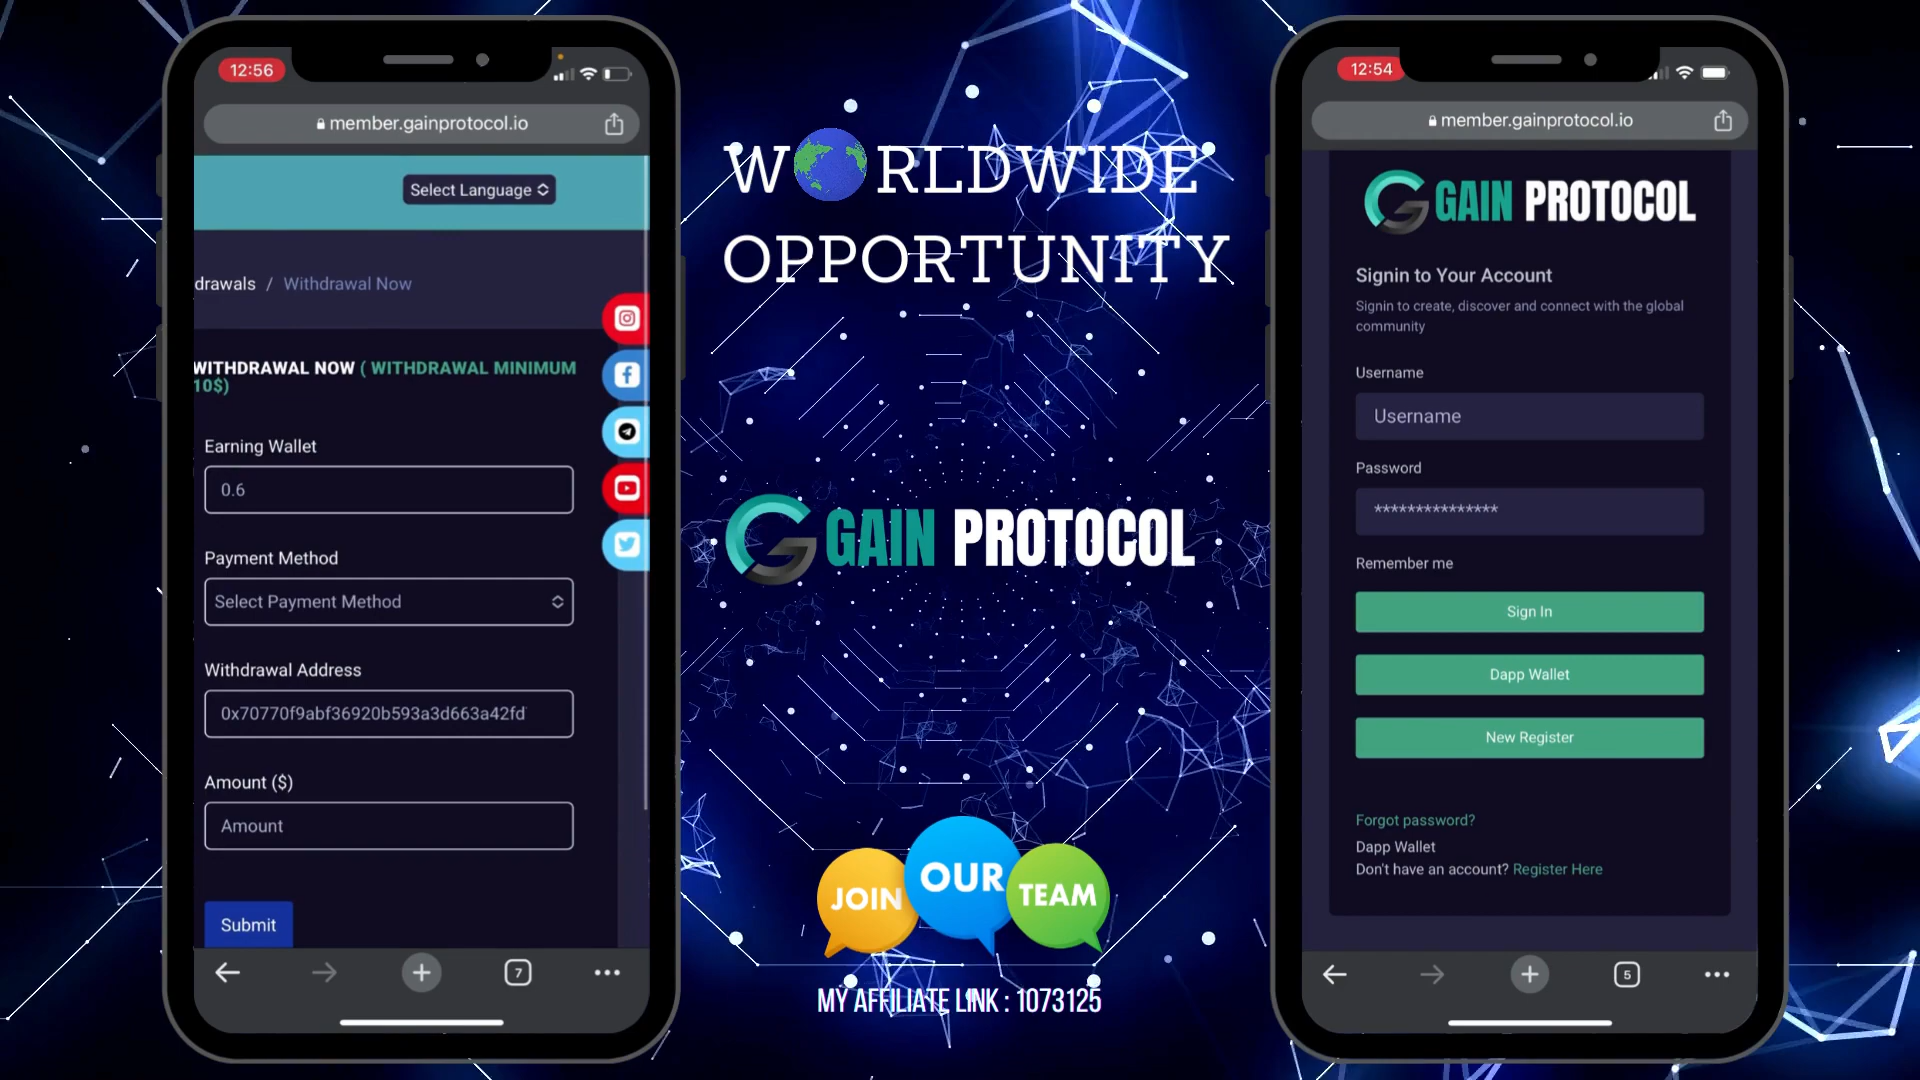 12:56
member.gainprotocol.io
Select Language
drawals / Withdrawal Now
WITHDRAWAL NOW ( WITHDRAWAL MINIMUM
10$)
Earning Wallet
0.6
Payment Method
Select Payment Method
Withdrawal Address
0x70770f9abf36920b593a3d663a42fd
Amount ($)
Amount
Submit
7
WORLDWIDE
OPPORTUNITY
GAIN PROTOCOL
JOIN OUR TEAM
MY AFFILIATE LINK : 1073125
12:54
member.gainprotocol.io
GAIN PROTOCOL
Signin to Your Account
Signin to create, discover and connect with the global
community
Username
Username
Password
***************
Remember me
Sign In
Dapp Wallet
New Register
Forgot password?
Dapp Wallet
Don't have an account? Register Here
5